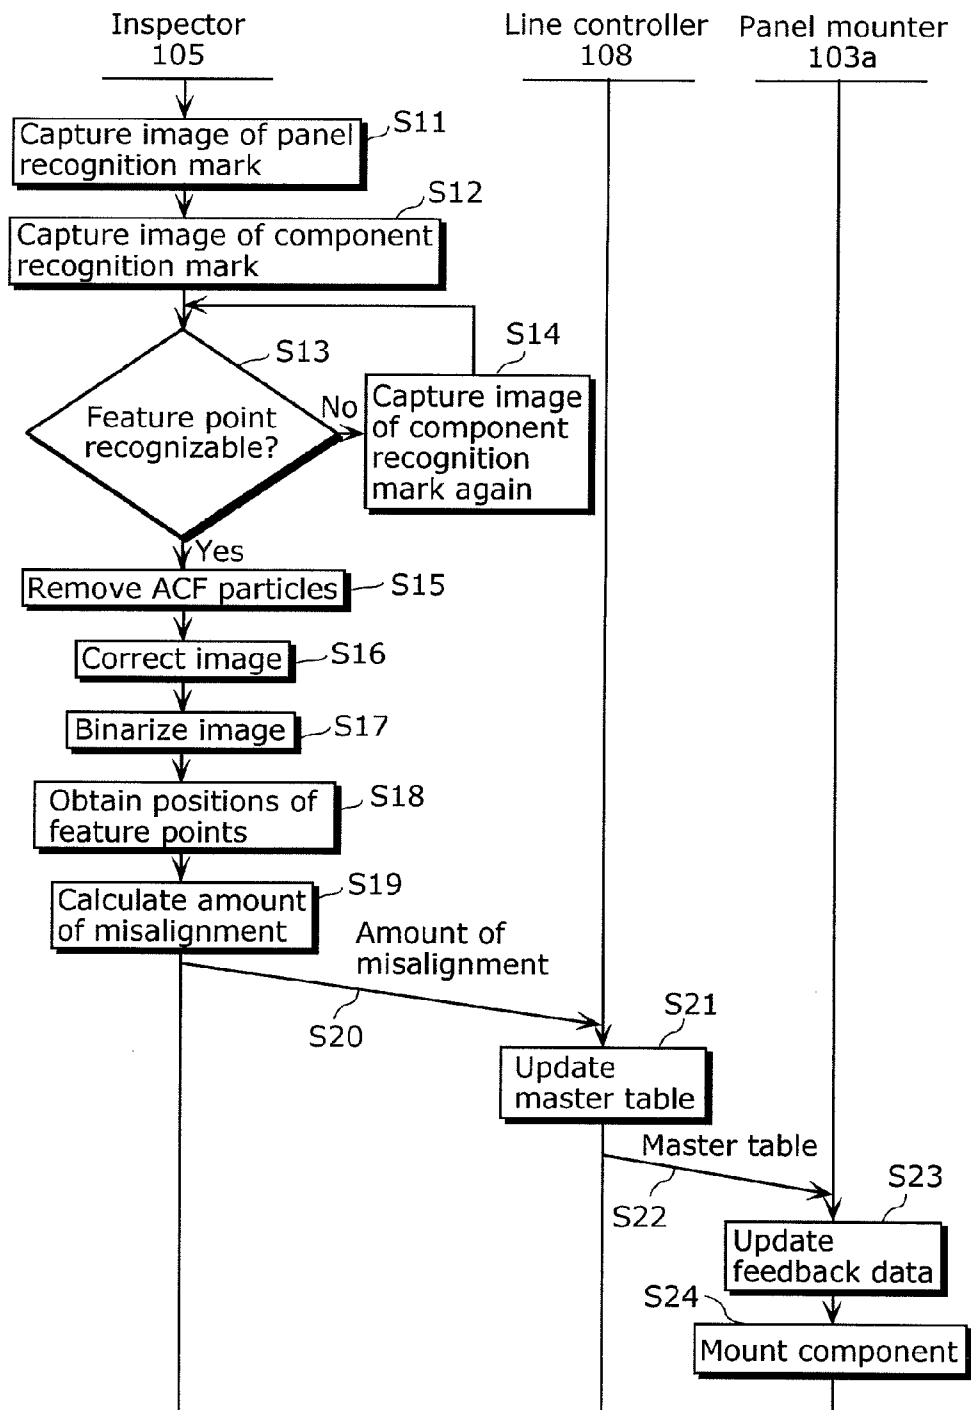 Inspector
105
Line controller
108
Panel mounter
103a
S11
Capture image of panel
recognition mark
S12
Capture image of component
recognition mark
S13
Feature point
recognizable?
No
S14
Capture image
of component
recognition
mark again
Yes
Remove ACF particles
S15
Correct image
S16
Binarize image
S17
Obtain positions of
feature points
S18
Calculate amount
of misalignment
S19
Amount of
misalignment
S20
S21
Update
master table
Master table
S22
S23
Update
feedback data
S24
Mount component